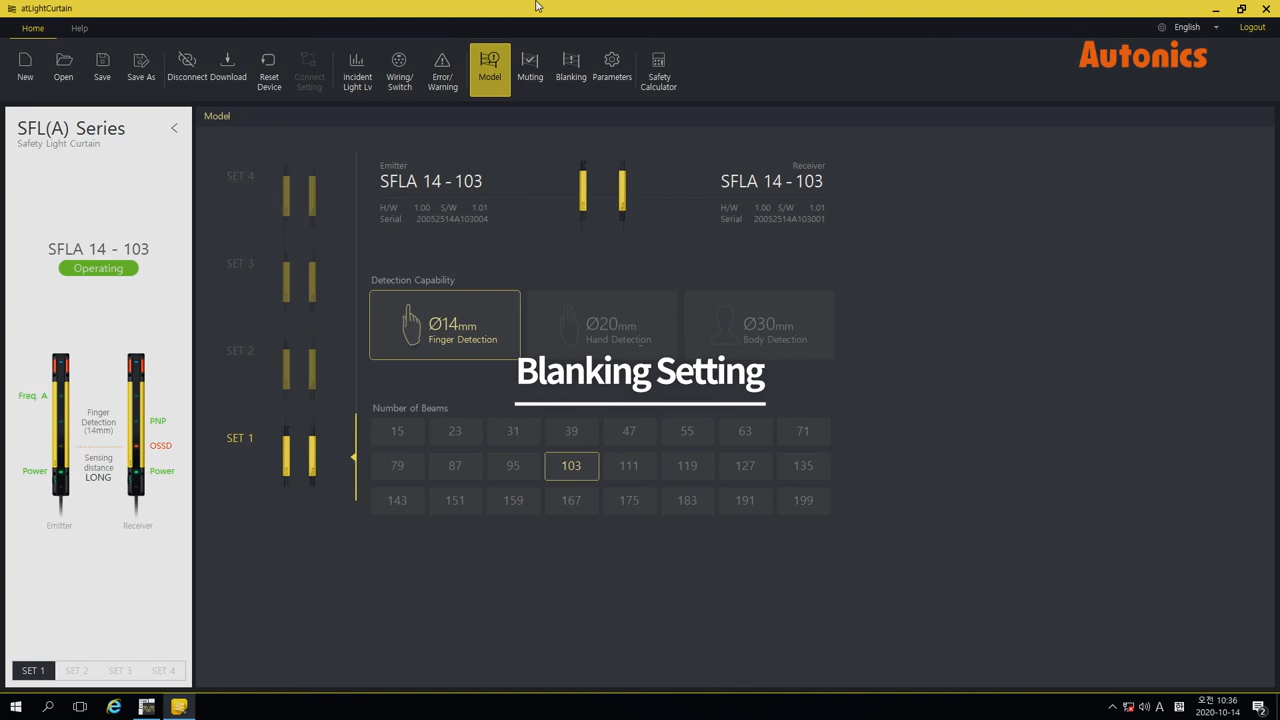 atLightCurtain
Home
Help
English
Logout
New
Open
Save
Save As
Disconnect
Download
Reset
Device
Connect
Setting
Incident
Light Lv
Wiring/
Switch
Error/
Warning
Model
Muting
Blanking
Parameters
Safety
Calculator
Autonics
SFL(A) Series
Safety Light Curtain
<
SFLA 14 - 103
Operating
Freq. A
Finger
Detection
(14mm)
PNP
OSSD
Sensing
distance
LONG
Power
Power
Emitter
Receiver
SET 1
SET 2
SET 3
SET 4
Model
SET 4
SET 3
SET 2
SET 1
Emitter
SFLA 14 - 103
H/W 1.00 S/W 1.01
Serial 20052514A103004
Receiver
SFLA 14 - 103
H/W 1.00 S/W 1.01
Serial 20052514A103001
Detection Capability
Ø14mm
Finger Detection
Ø20mm
Hand Detection
Ø30mm
Body Detection
Blanking Setting
Number of Beams
15 23 31 39 47 55 63 71
79 87 95 103 111 119 127 135
143 151 159 167 175 183 191 199
A
오전 10:36
2020-10-14
2